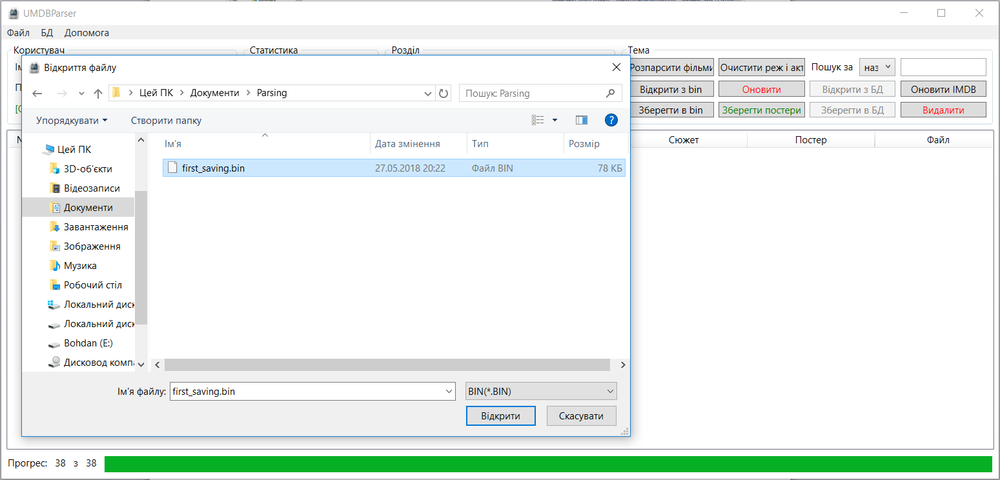 UMDBParser
Файл БД Допомога
Користувач Статистика Розділ Тема
Відкриття файлу
Розпарсити фільми Очистити реж і акт Пошук за наз
Цей ПК Документи Parsing
Пошук: Parsing
Відкрити з bin Оновити Відкрити з БД Оновити IMDB
Зберегти в bin Зберегти постери Зберегти в БД Видалити
Упорядкувати Створити папку ?
Сюжет Постер Файл
Ім’я Дата змінення Тип Розмір
first_saving.bin 27.05.2018 20:22 Файл BIN 78 КБ
Цей ПК
3D-об’єкти
Відеозаписи
Документи
Завантаження
Зображення
Музика
Робочий стіл
Локальний диск
Локальний диск
Bohdan (E:)
Дисковод компа
Ім’я файлу: first_saving.bin BIN(*.BIN)
Відкрити Скасувати
Прогрес: 38 з 38